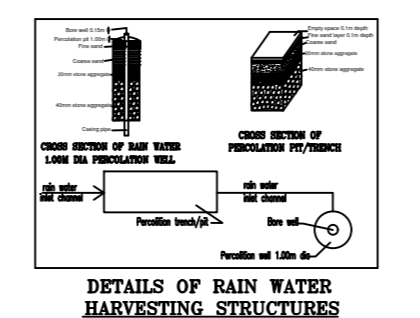 Bore well 0.15m
Percolation pit 1.00m
Fine sand
Coarse sand
20mm stone aggregate
40mm stone aggregate
Casing pipe
CROSS SECTION OF RAIN WATER
1.00M DIA PERCOLATION WELL
Empty space 0.1m depth
Fine sand layer 0.1m depth
Coarse sand
20mm stone aggregate
40mm stone aggregate
CROSS SECTION OF
PERCOLATION PIT/TRENCH
rain water
inlet channel
Percolation trench/pit
rain water
inlet channel
Bore well
Percolation well 1.00m dia
DETAILS OF RAIN WATER
HARVESTING STRUCTURES